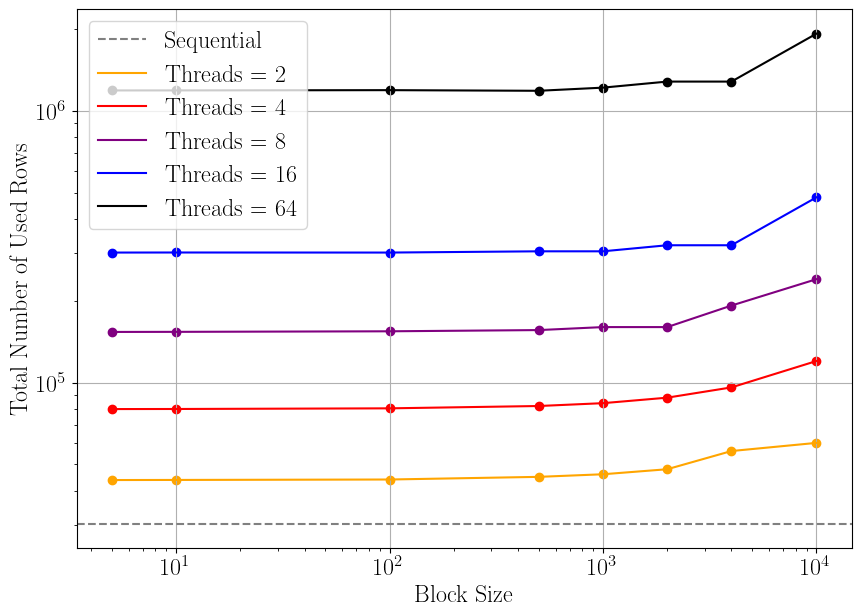 Sequential
Threads = 2
Threads = 4
Threads = 8
Threads = 16
Threads = 64
Total Number of Used Rows
10^6
10^5
10^1
10^2
10^3
10^4
Block Size